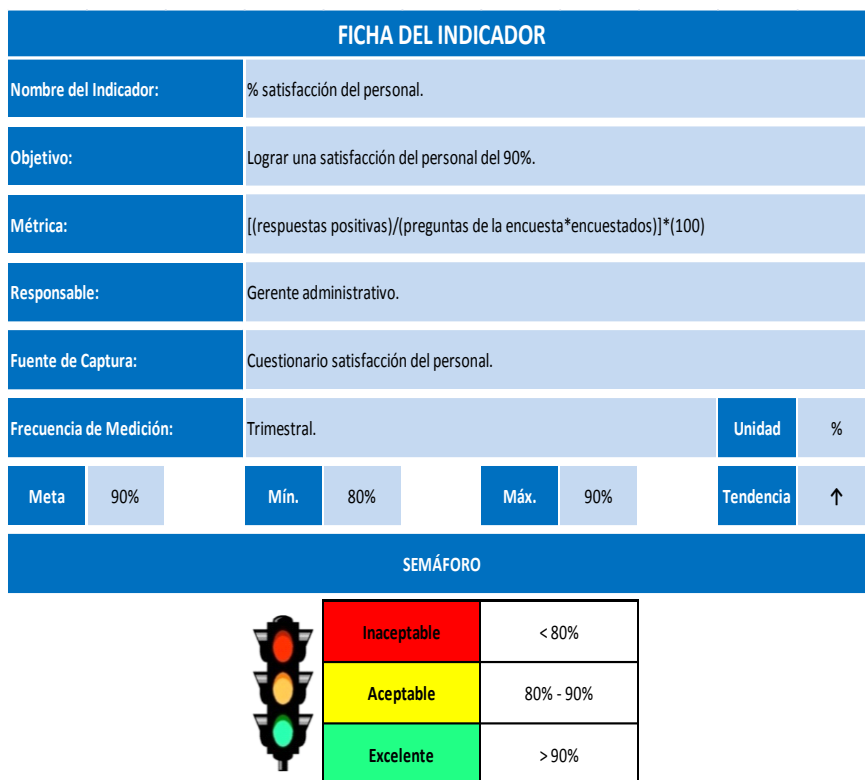 FICHA DEL INDICADOR
Nombre del Indicador: % satisfacción del personal.
Objetivo: Lograr una satisfacción del personal del 90%.
Métrica: [(respuestas positivas)/(preguntas de la encuesta*encuestados)]*(100)
Responsable: Gerente administrativo.
Fuente de Captura: Cuestionario satisfacción del personal.
Frecuencia de Medición: Trimestral. Unidad %
Meta 90% Mín. 80% Máx. 90% Tendencia ↑
SEMÁFORO
Inaceptable < 80%
Aceptable 80% - 90%
Excelente > 90%